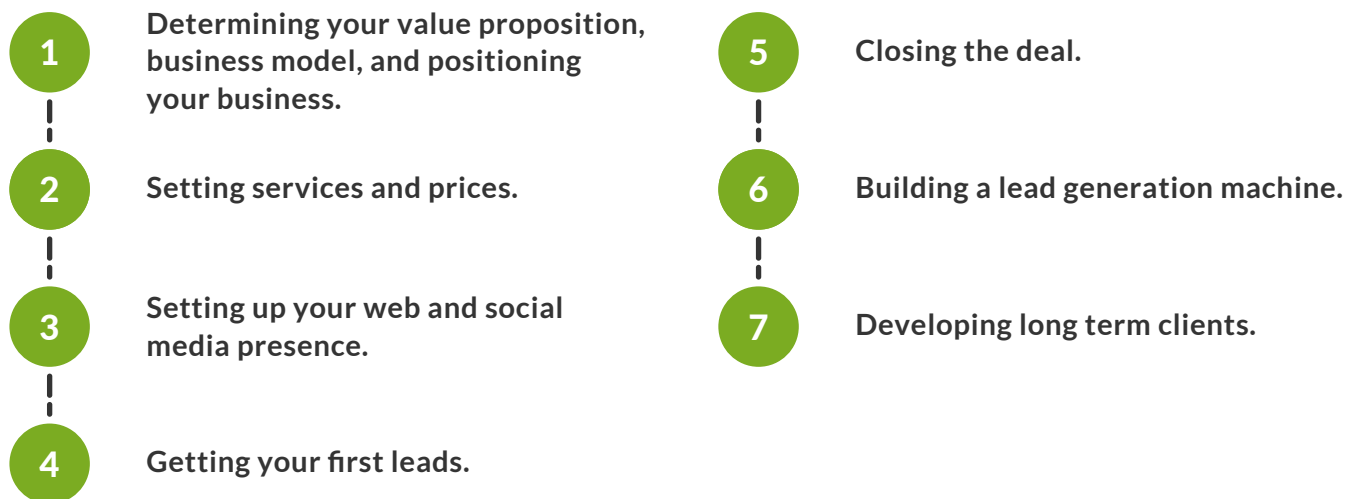 1
Determining your value proposition,
business model, and positioning
your business.
2
Setting services and prices.
3
Setting up your web and social
media presence.
4
Getting your first leads.
5
Closing the deal.
6
Building a lead generation machine.
7
Developing long term clients.